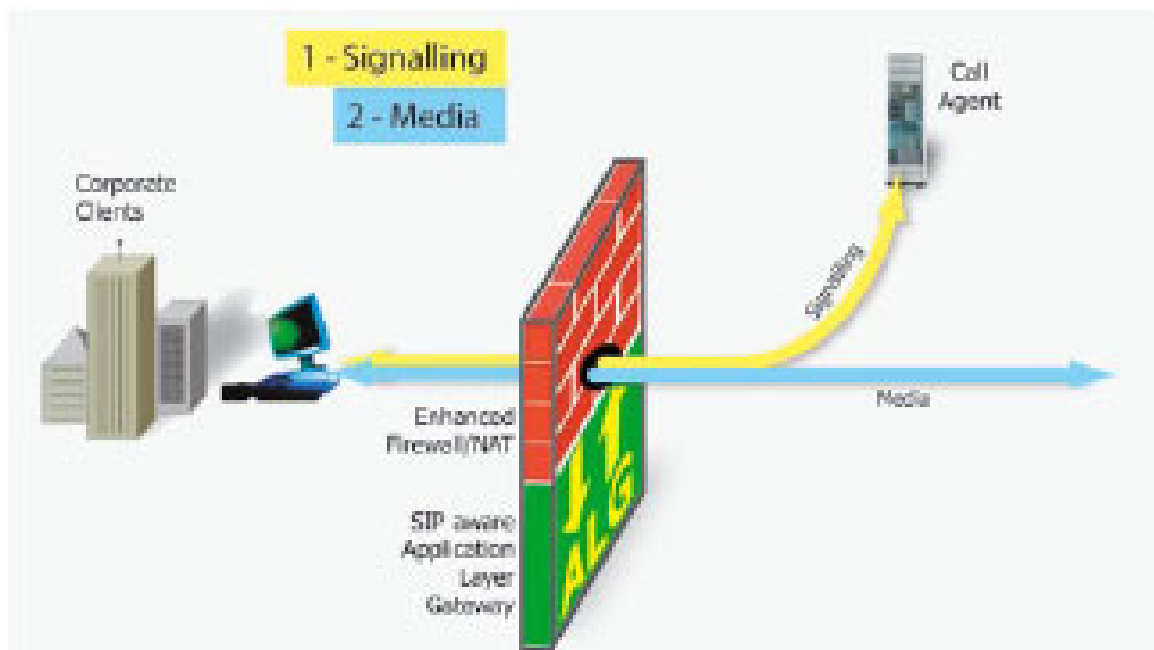 1 - Signalling
2 - Media
Call
Agent
Corporate
Clients
Signalling
Media
Enhanced
Firewall/NAT
SIP aware
Application
Layer
Gateway
ALG